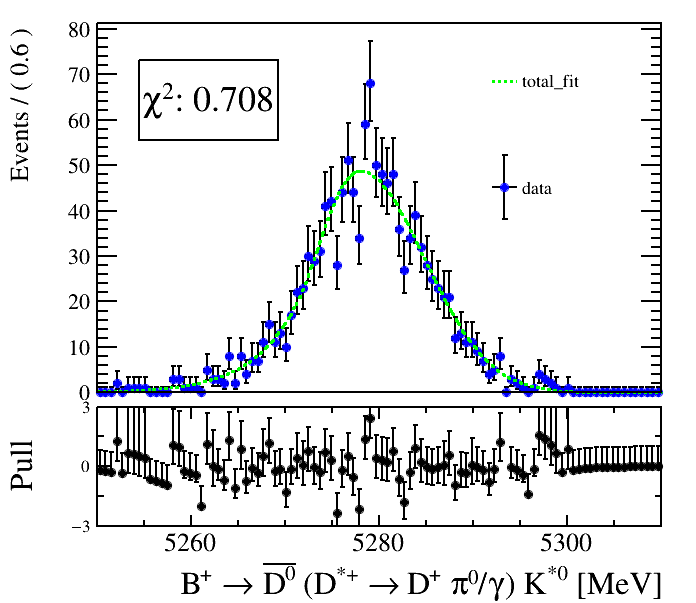 Events / ( 0.6 )
80
70
60
50
40
30
20
10
0
χ²: 0.708
total_fit
data
Pull
3
0
−3
5260 5280 5300
B⁺ → D̅⁰ (D*⁺ → D⁺ π⁰/γ) K*⁰ [MeV]